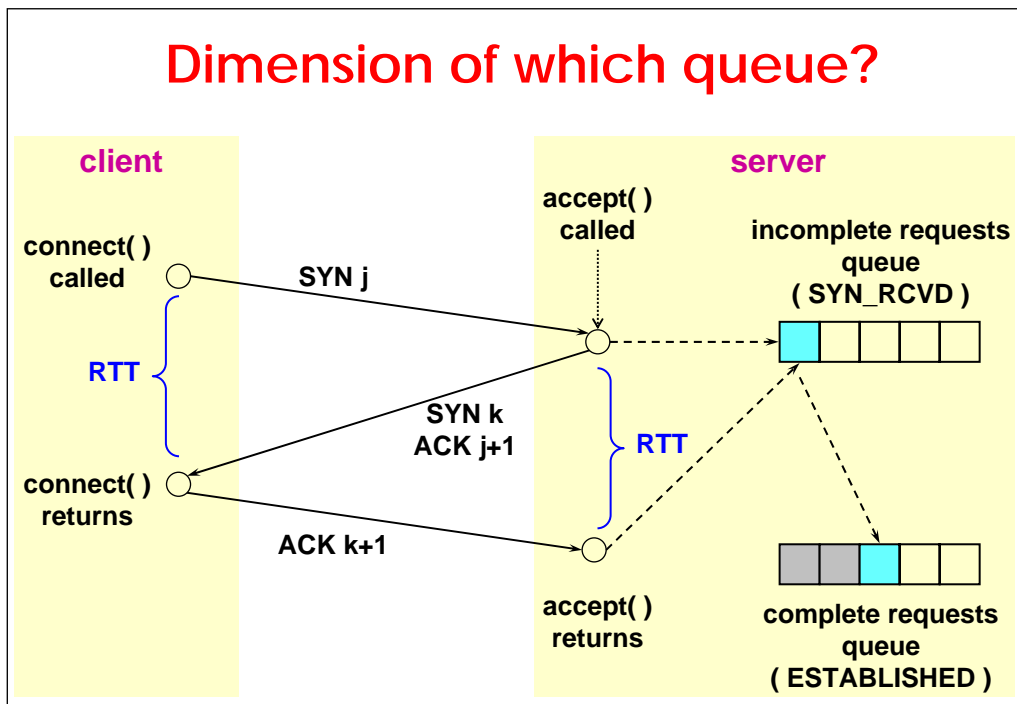 Dimension of which queue?
client
server
connect( )
called
SYN j
accept( )
called
incomplete requests
queue
( SYN_RCVD )
RTT
SYN k
ACK j+1
RTT
connect( )
returns
ACK k+1
accept( )
returns
complete requests
queue
( ESTABLISHED )